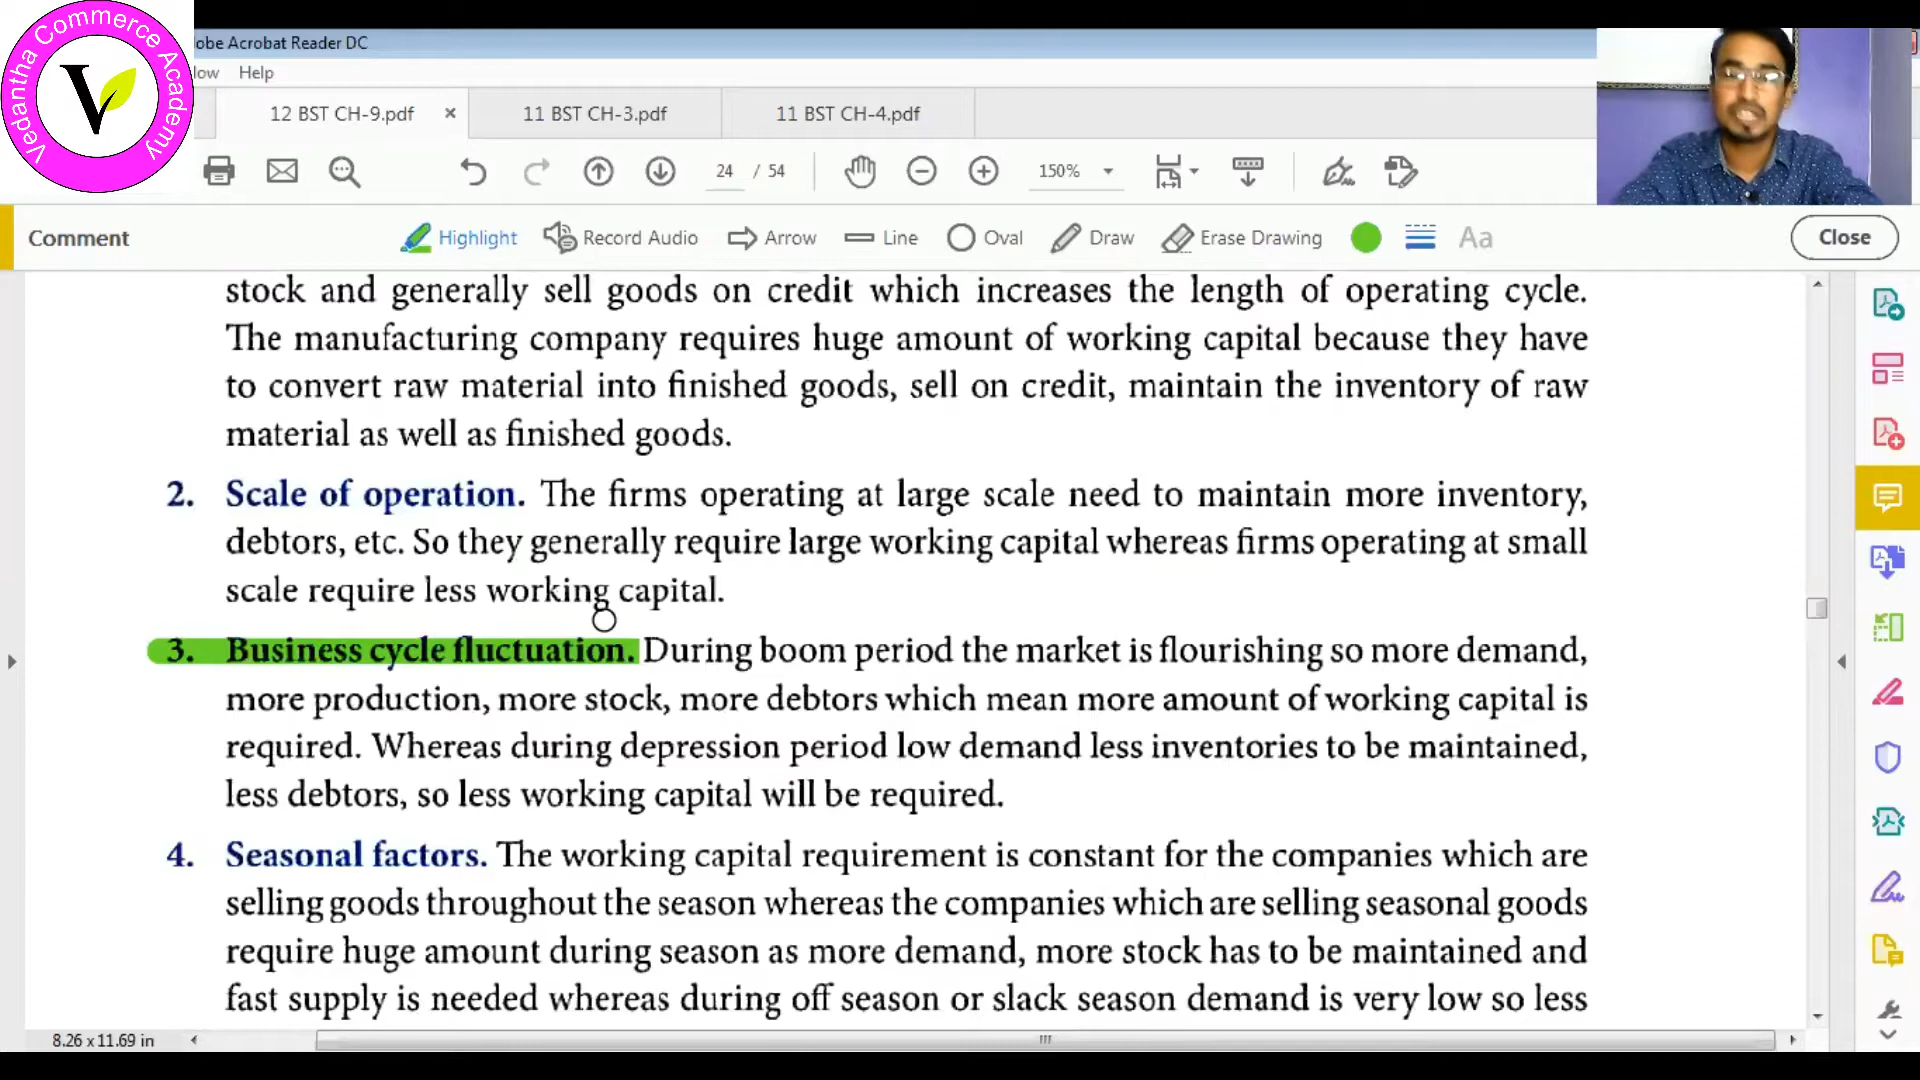 Vedantha Commerce Academy
V
obe Acrobat Reader DC
low Help
12 BST CH-9.pdf × 11 BST CH-3.pdf 11 BST CH-4.pdf
24 / 54 150%
Comment Highlight Record Audio Arrow Line Oval Draw Erase Drawing Aa Close
stock and generally sell goods on credit which increases the length of operating cycle.
The manufacturing company requires huge amount of working capital because they have
to convert raw material into finished goods, sell on credit, maintain the inventory of raw
material as well as finished goods.
2. Scale of operation. The firms operating at large scale need to maintain more inventory,
debtors, etc. So they generally require large working capital whereas firms operating at small
scale require less working capital.
3. Business cycle fluctuation. During boom period the market is flourishing so more demand,
more production, more stock, more debtors which mean more amount of working capital is
required. Whereas during depression period low demand less inventories to be maintained,
less debtors, so less working capital will be required.
4. Seasonal factors. The working capital requirement is constant for the companies which are
selling goods throughout the season whereas the companies which are selling seasonal goods
require huge amount during season as more demand, more stock has to be maintained and
fast supply is needed whereas during off season or slack season demand is very low so less
8.26 x 11.69 in